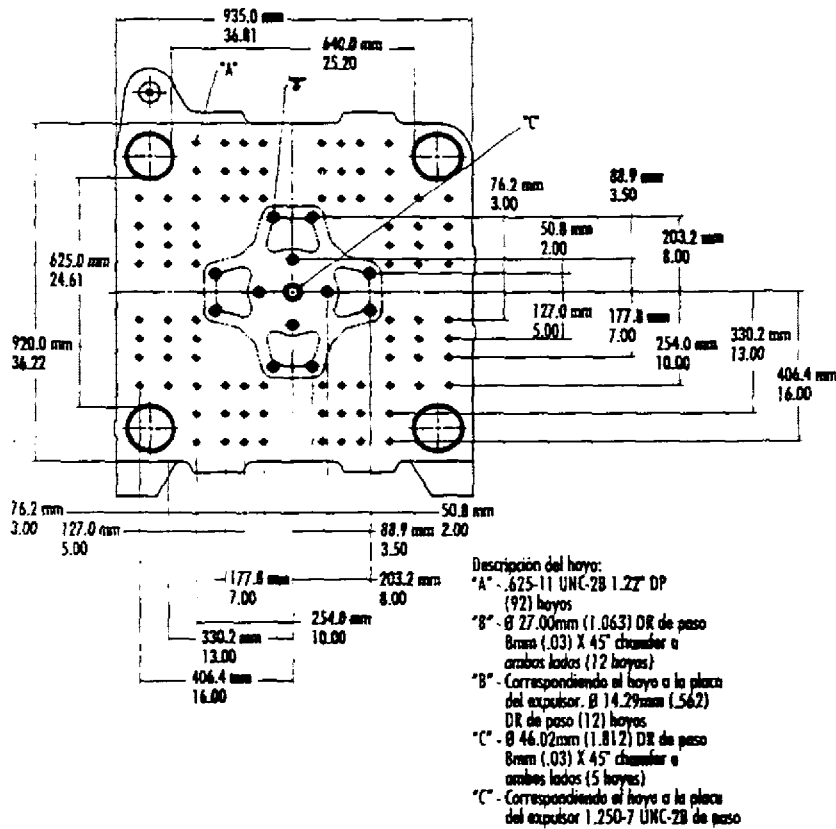 935.0 mm
36.81
640.0 mm
25.20
"A"
"B"
"C"
76.2 mm
3.00
88.9 mm
3.50
50.8 mm
2.00
203.2 mm
8.00
625.0 mm
24.61
127.0 mm
5.001
177.8 mm
7.00
330.2 mm
13.00
920.0 mm
36.22
254.0 mm
10.00
406.4 mm
16.00
76.2 mm
3.00
127.0 mm
5.00
50.8 mm
2.00
88.9 mm
3.50
177.8 mm
7.00
203.2 mm
8.00
254.0 mm
10.00
330.2 mm
13.00
406.4 mm
16.00
Descripción del hoyo:
"A" - .625-11 UNC-2B 1.22" DP
(92) hoyos
"B" - Ø 27.00mm (1.063) DR de paso
8mm (.03) X 45° chamfer a
ambos lados (12 hoyos)
"B" - Correspondiendo el hoyo a la placa
del expulsor. Ø 14.29mm (.562)
DR de paso (12) hoyos
"C" - Ø 46.02mm (1.812) DR de paso
8mm (.03) X 45° chamfer a
ambos lados (5 hoyos)
"C" - Correspondiendo el hoyo a la placa
del expulsor 1.250-7 UNC-2B de paso